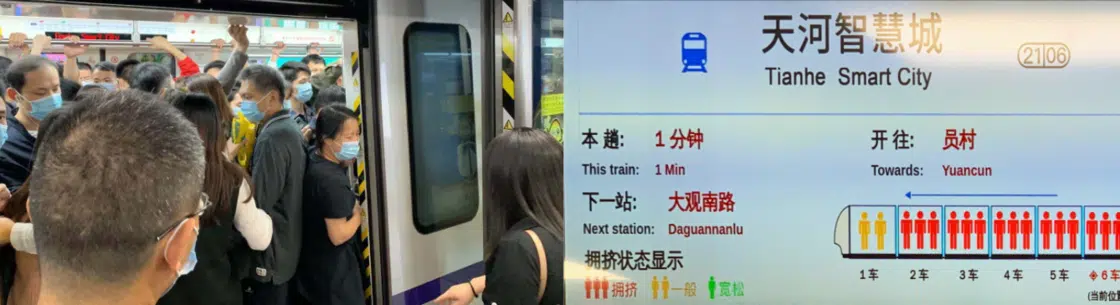 天河智慧城
21 06
Tianhe Smart City
本 趟: 1 分钟
开 往: 员村
This train: 1 Min
Towards: Yuancun
下一站: 大观南路
Next station: Daguannanlu
拥挤状态显示
拥挤 一般 宽松
1 车 2 车 3 车 4 车 5 车 6 车